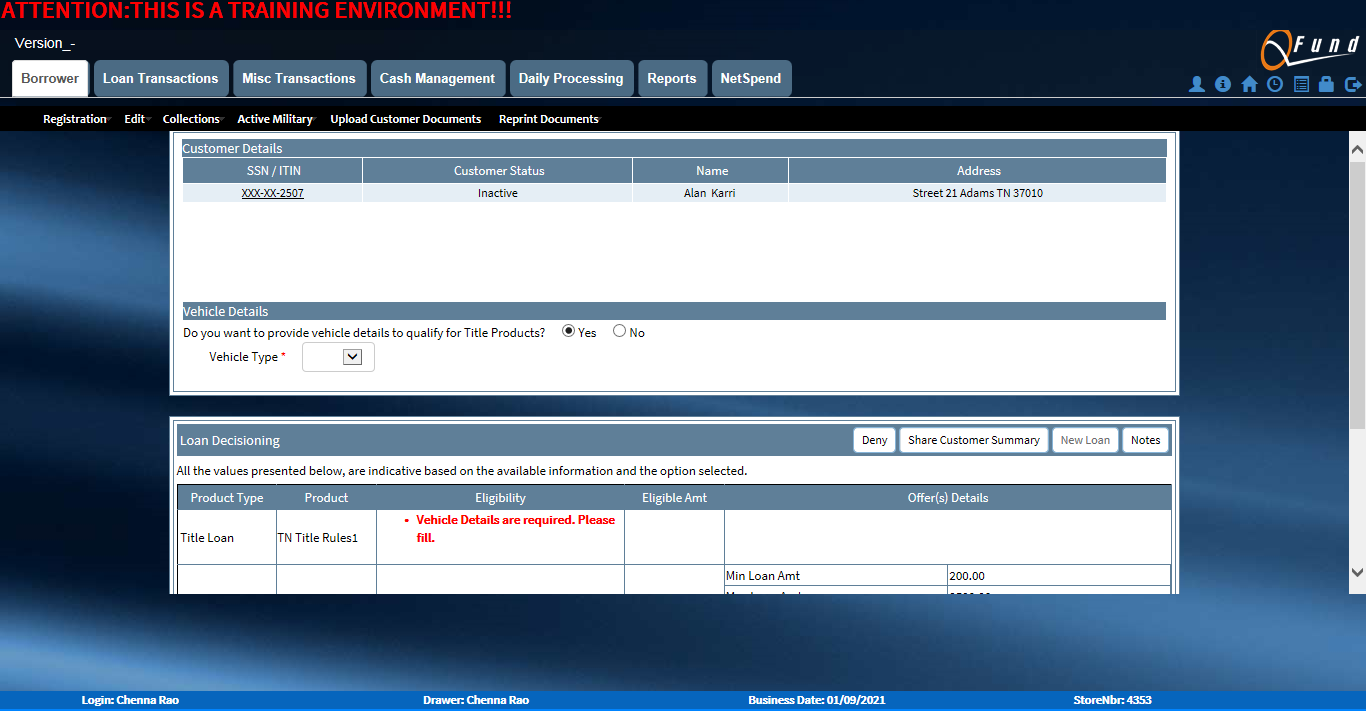 ATTENTION:THIS IS A TRAINING ENVIRONMENT!!!
Version_-
QFund
Borrower Loan Transactions Misc Transactions Cash Management Daily Processing Reports NetSpend
Registration Edit Collections Active Military Upload Customer Documents Reprint Documents
Customer Details
SSN / ITIN Customer Status Name Address
XXX-XX-2507 Inactive Alan Karri Street 21 Adams TN 37010
Vehicle Details
Do you want to provide vehicle details to qualify for Title Products? Yes No
Vehicle Type *
Loan Decisioning Deny Share Customer Summary New Loan Notes
All the values presented below, are indicative based on the available information and the option selected.
Product Type Product Eligibility Eligible Amt Offer(s) Details
Title Loan TN Title Rules1 • Vehicle Details are required. Please
fill.
Min Loan Amt 200.00
Login: Chenna Rao Drawer: Chenna Rao Business Date: 01/09/2021 StoreNbr: 4353